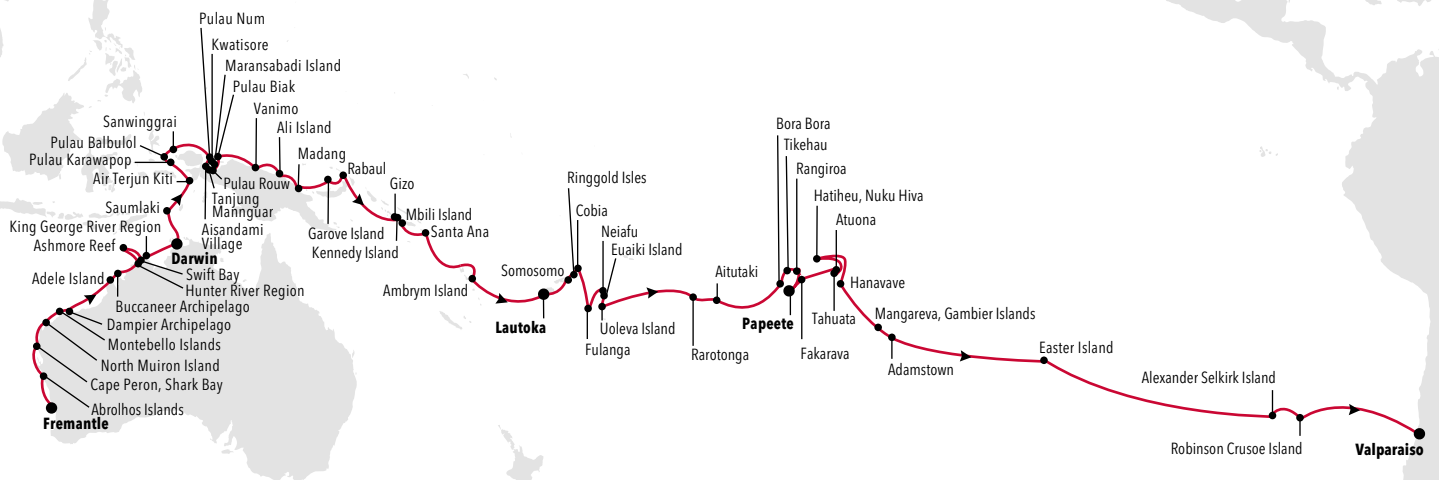 Pulau Num
Kwatisore
Maransabadi Island
Pulau Biak
Vanimo
Sanwinggrai
Ali Island
Pulau Balbulol
Madang
Pulau Karawapop
Rabaul
Air Terjun Kiti
Pulau Rouw
Tanjung
Mannguar
Aisandami
Village
Saumlaki
King George River Region
Ashmore Reef
Darwin
Adele Island
Swift Bay
Hunter River Region
Buccaneer Archipelago
Dampier Archipelago
Montebello Islands
North Muiron Island
Cape Peron, Shark Bay
Abrolhos Islands
Fremantle
Gizo
Mbili Island
Santa Ana
Garove Island
Kennedy Island
Ambrym Island
Ringgold Isles
Cobia
Neiafu
Euaiki Island
Somosomo
Lautoka
Uoleva Island
Fulanga
Aitutaki
Rarotonga
Bora Bora
Tikehau
Rangiroa
Hatiheu, Nuku Hiva
Atuona
Hanavave
Papeete
Tahuata
Fakarava
Mangareva, Gambier Islands
Adamstown
Easter Island
Alexander Selkirk Island
Robinson Crusoe Island
Valparaiso